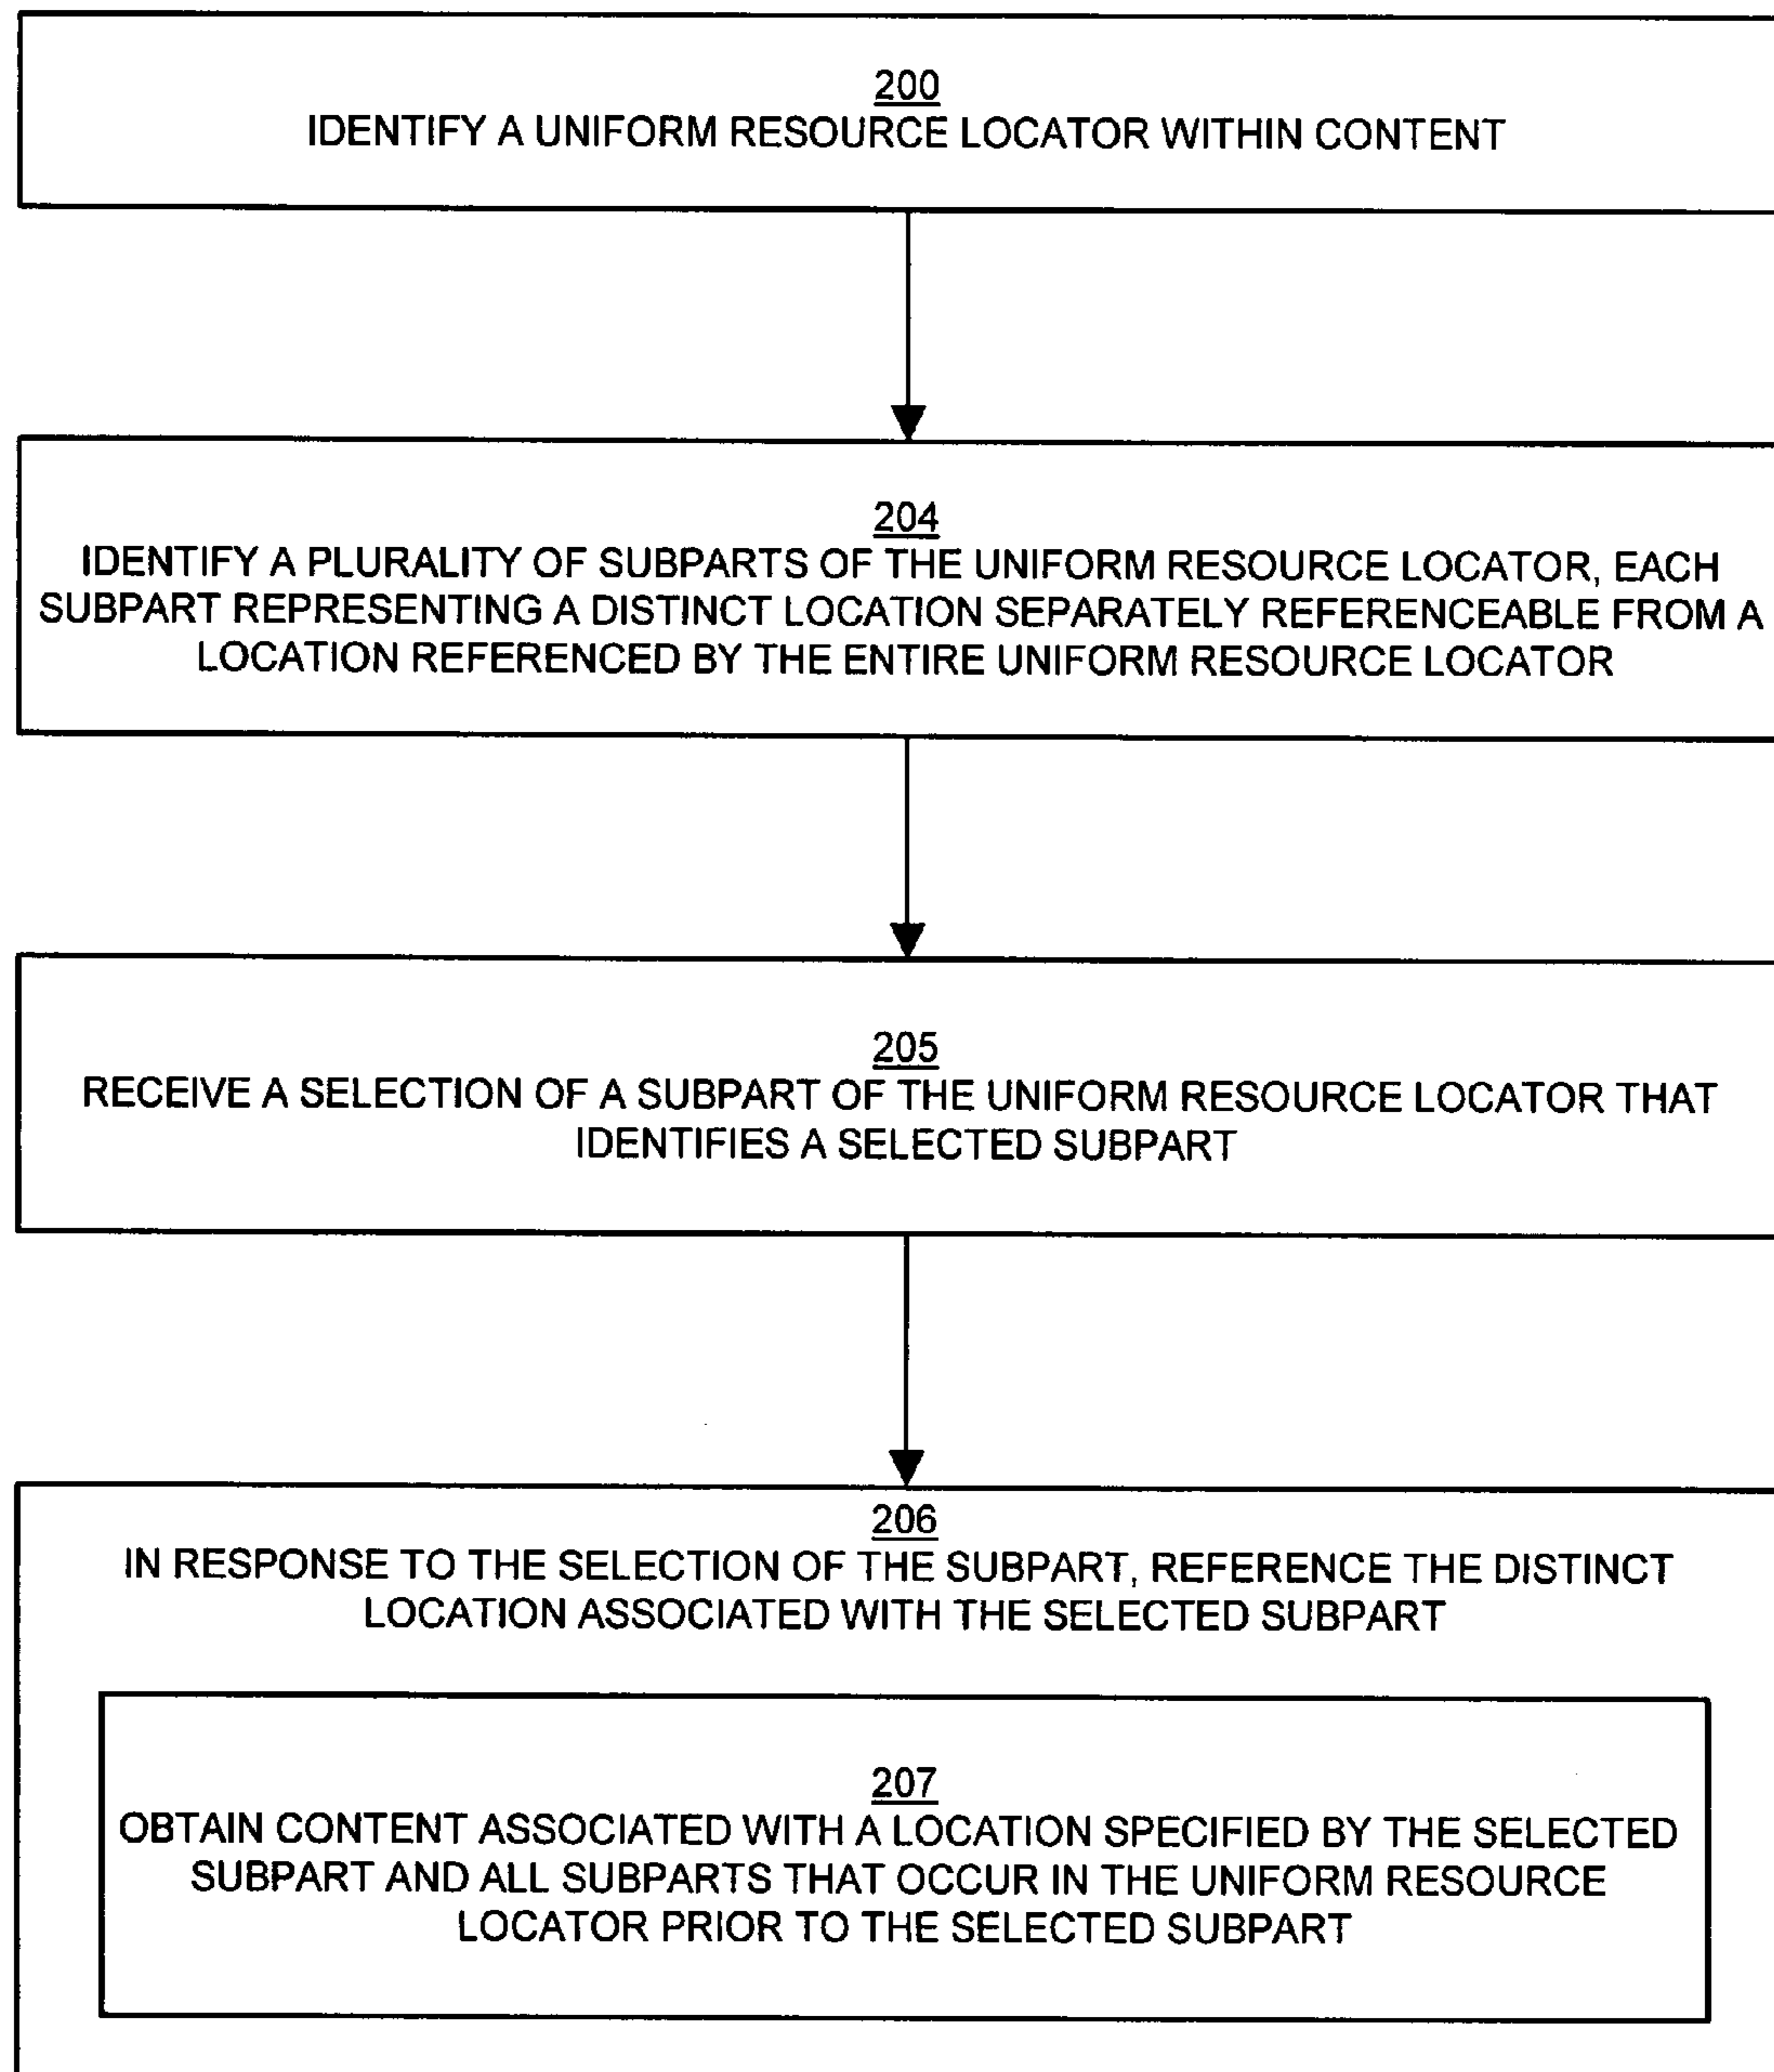 200
IDENTIFY A UNIFORM RESOURCE LOCATOR WITHIN CONTENT
204
IDENTIFY A PLURALITY OF SUBPARTS OF THE UNIFORM RESOURCE LOCATOR, EACH
SUBPART REPRESENTING A DISTINCT LOCATION SEPARATELY REFERENCEABLE FROM A
LOCATION REFERENCED BY THE ENTIRE UNIFORM RESOURCE LOCATOR
205
RECEIVE A SELECTION OF A SUBPART OF THE UNIFORM RESOURCE LOCATOR THAT
IDENTIFIES A SELECTED SUBPART
206
IN RESPONSE TO THE SELECTION OF THE SUBPART, REFERENCE THE DISTINCT
LOCATION ASSOCIATED WITH THE SELECTED SUBPART
207
OBTAIN CONTENT ASSOCIATED WITH A LOCATION SPECIFIED BY THE SELECTED
SUBPART AND ALL SUBPARTS THAT OCCUR IN THE UNIFORM RESOURCE
LOCATOR PRIOR TO THE SELECTED SUBPART